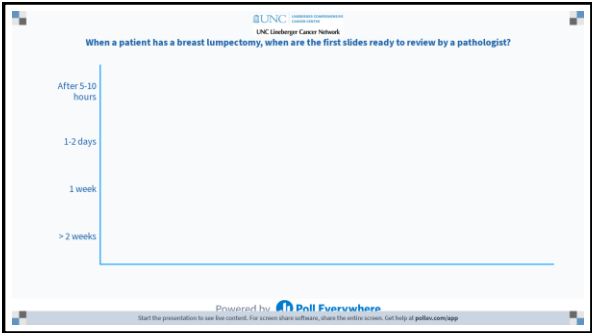 UNC
LINEBERGER COMPREHENSIVE
CANCER CENTER
UNC Lineberger Cancer Network
When a patient has a breast lumpectomy, when are the first slides ready to review by a pathologist?
After 5-10
hours
1-2 days
1 week
> 2 weeks
Powered by Poll Everywhere
Start the presentation to see live content. For screen share software, share the entire screen. Get help at pollev.com/app